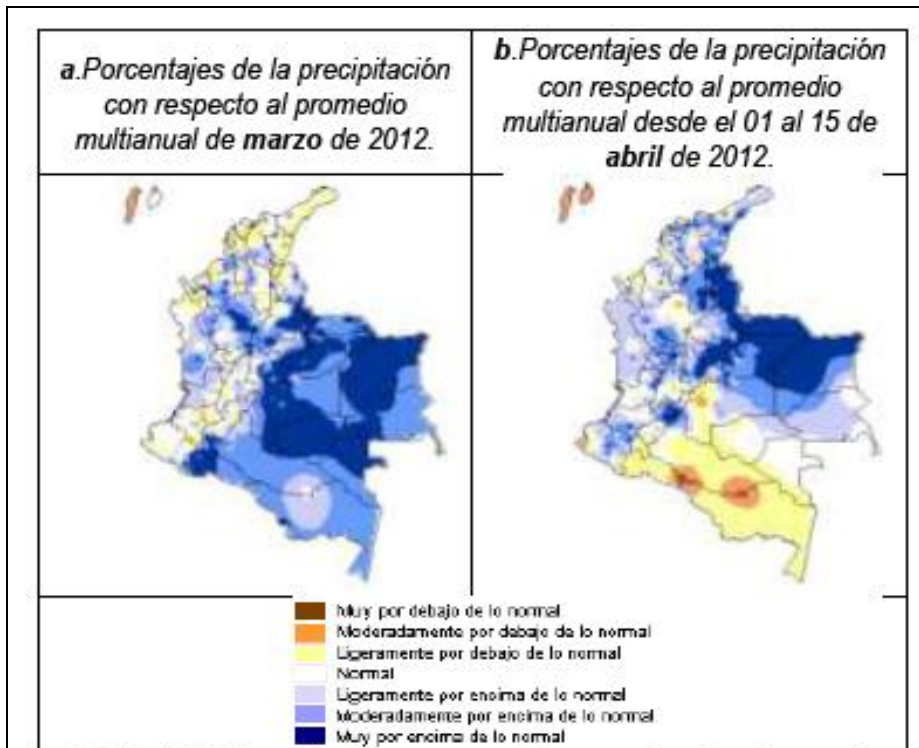 a.Porcentajes de la precipitación
con respecto al promedio
multianual de marzo de 2012.
b.Porcentajes de la precipitación
con respecto al promedio
multianual desde el 01 al 15 de
abril de 2012.
Muy por debajo de lo normal
Moderadamente por debajo de lo normal
Ligeramente por debajo de lo normal
Normal
Ligeramente por encima de lo normal
Moderadamente por encima de lo normal
Muy por encima de lo normal